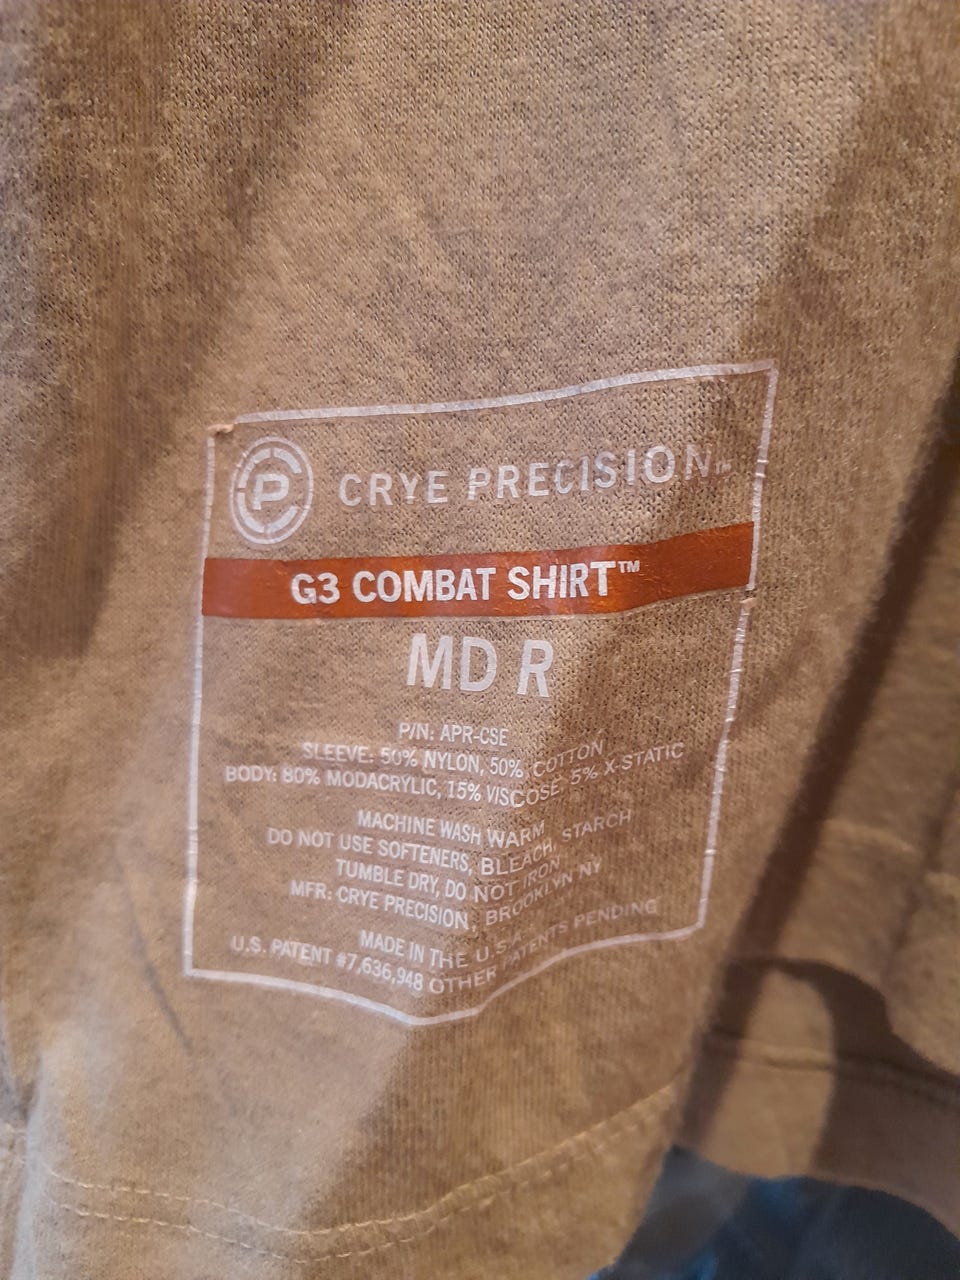 CP CRYE PRECISION™
G3 COMBAT SHIRT™
MD R
P/N: APR-CSE
SLEEVE: 50% NYLON, 50% COTTON
BODY: 80% MODACRYLIC, 15% VISCOSE, 5% X-STATIC
MACHINE WASH WARM
DO NOT USE SOFTENERS, BLEACH, STARCH
TUMBLE DRY, DO NOT IRON
MFR: CRYE PRECISION, BROOKLYN NY
MADE IN THE U.S.A.
U.S. PATENT #7,636,948 OTHER PATENTS PENDING